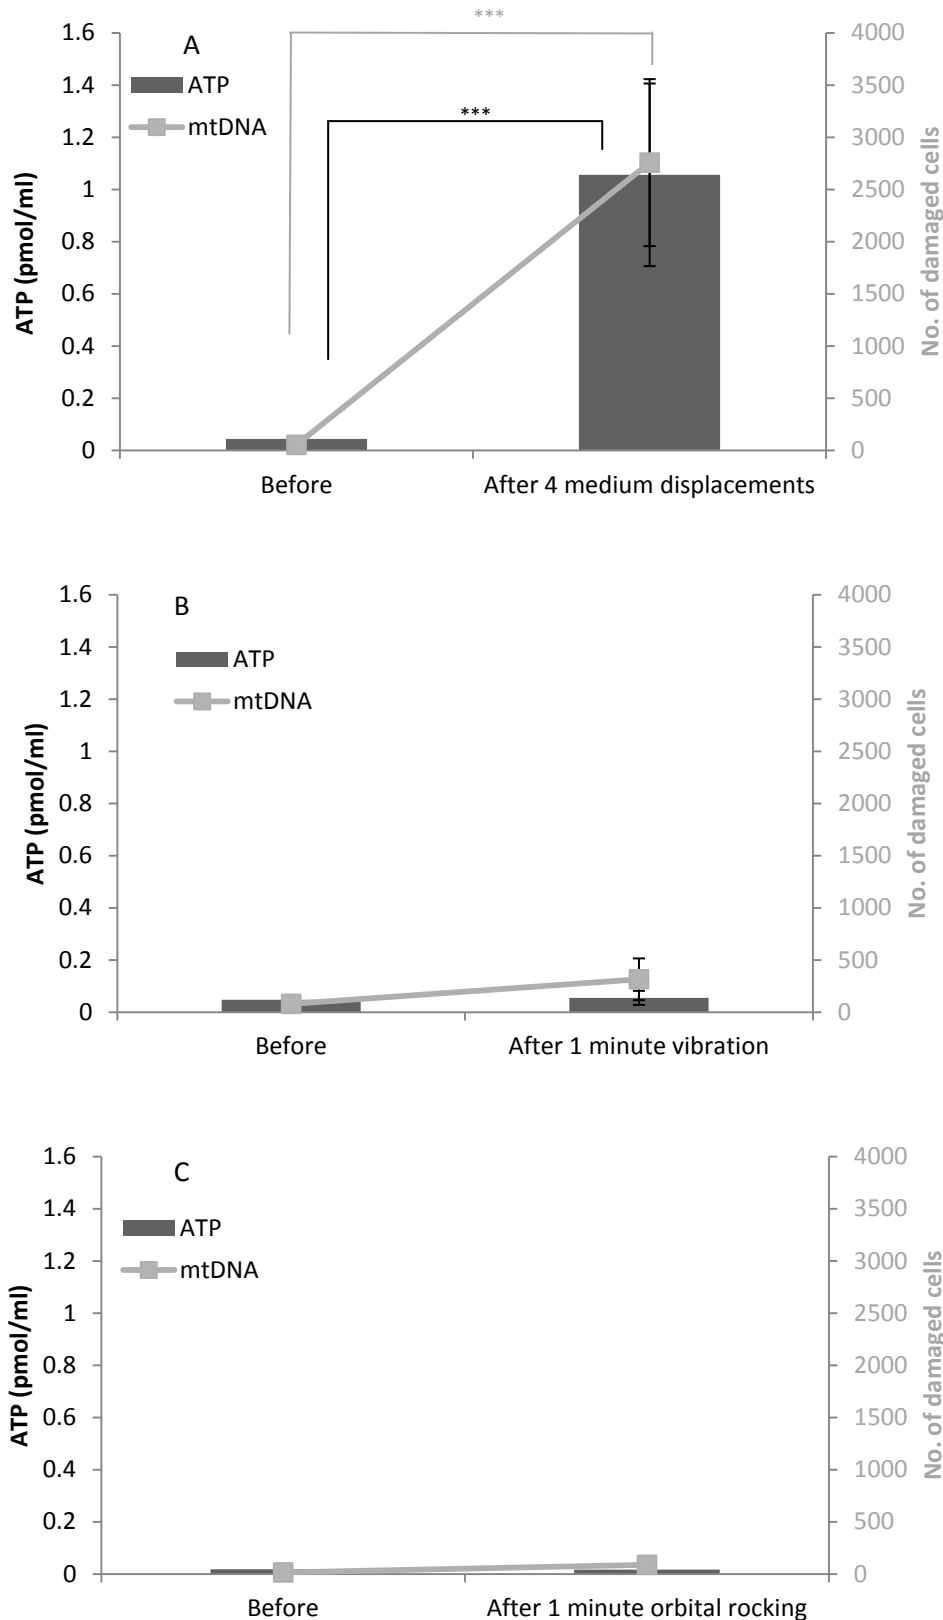 ***
1.6 A 4000
ATP
1.4 3500
mtDNA
1.2 *** 3000
1 2500
0.8 2000
0.6 1500
0.4 1000
0.2 500
0 0
ATP (pmol/ml)
No. of damaged cells
Before After 4 medium displacements
1.6 B 4000
1.4 ATP 3500
1.2 mtDNA 3000
1 2500
0.8 2000
0.6 1500
0.4 1000
0.2 500
0 0
ATP (pmol/ml)
No. of damaged cells
Before After 1 minute vibration
1.6 C 4000
1.4 3500
ATP
1.2 mtDNA 3000
1 2500
0.8 2000
0.6 1500
0.4 1000
0.2 500
0 0
ATP (pmol/ml)
No. of damaged cells
Before After 1 minute orbital rocking